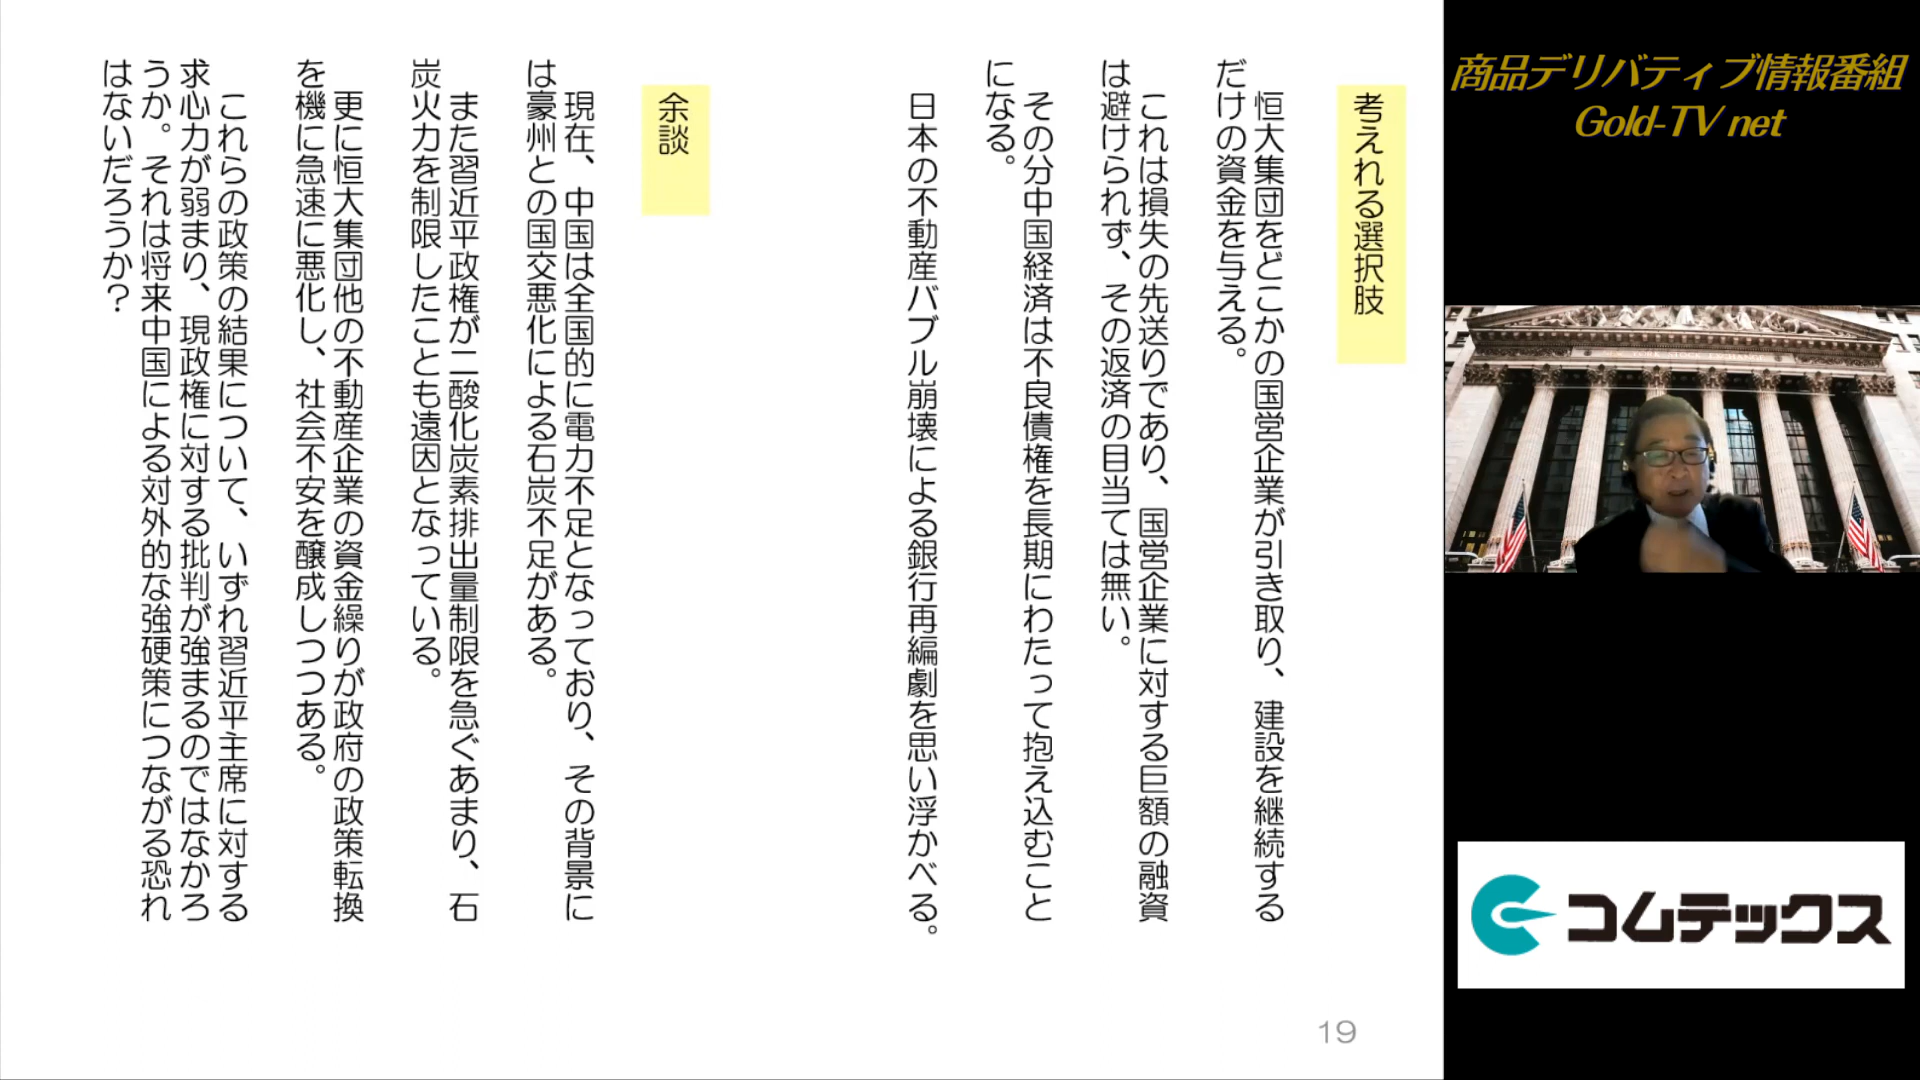 考えれる選択肢
恒大集団をどこかの国営企業が引き取り、建設を継続する
だけの資金を与える。
これは損失の先送りであり、国営企業に対する巨額の融資
は避けられず、その返済の目当ては無い。
その分中国経済は不良債権を長期にわたって抱え込むこと
になる。
日本の不動産バブル崩壊による銀行再編劇を思い浮かべる。
余談
現在、中国は全国的に電力不足となっており、その背景に
は豪州との国交悪化による石炭不足がある。
また習近平政権が二酸化炭素排出量制限を急ぐあまり、石
炭火力を制限したことも遠因となっている。
更に恒大集団他の不動産企業の資金繰りが政府の政策転換
を機に急速に悪化し、社会不安を醸成しつつある。
これらの政策の結果について、いずれ習近平主席に対する
求心力が弱まり、現政権に対する批判が強まるのではなかろ
うか。それは将来中国による対外的な強硬策につながる恐れ
はないだろうか?
19
商品デリバティブ情報番組
Gold-TV net
コムテックス